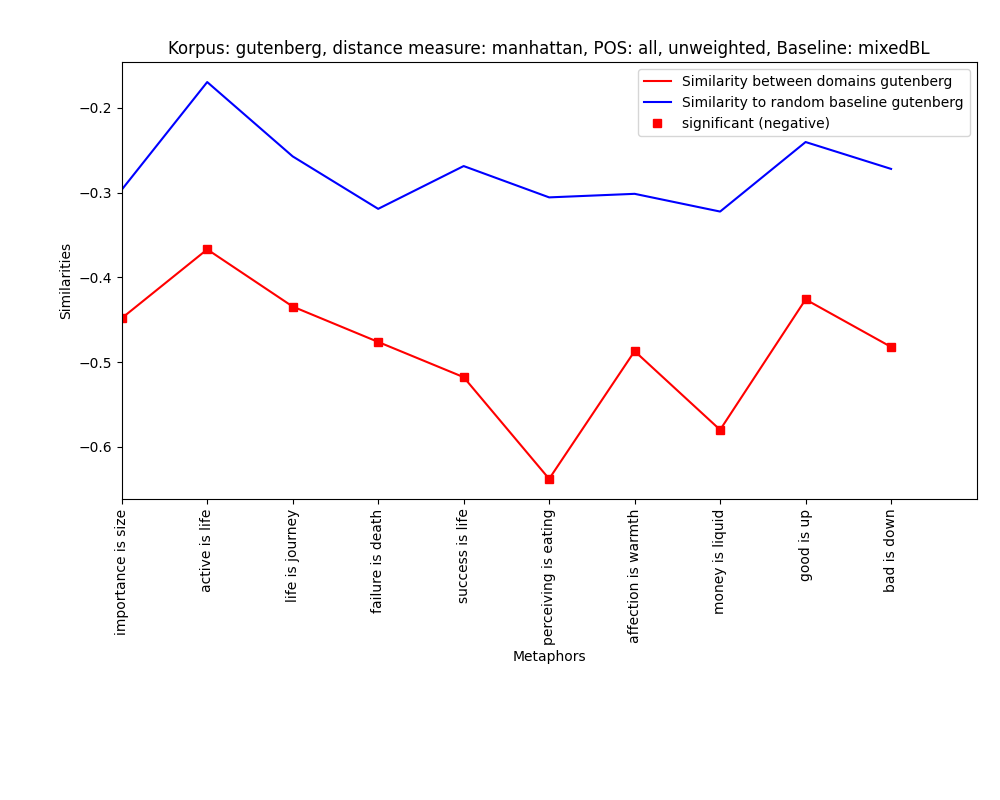 Korpus: gutenberg, distance measure: manhattan, POS: all, unweighted, Baseline: mixedBL
Similarity between domains gutenberg
Similarity to random baseline gutenberg
significant (negative)
−0.2
−0.3
−0.4
−0.5
−0.6
Similarities
importance is size
active is life
life is journey
failure is death
success is life
perceiving is eating
affection is warmth
money is liquid
good is up
bad is down
Metaphors